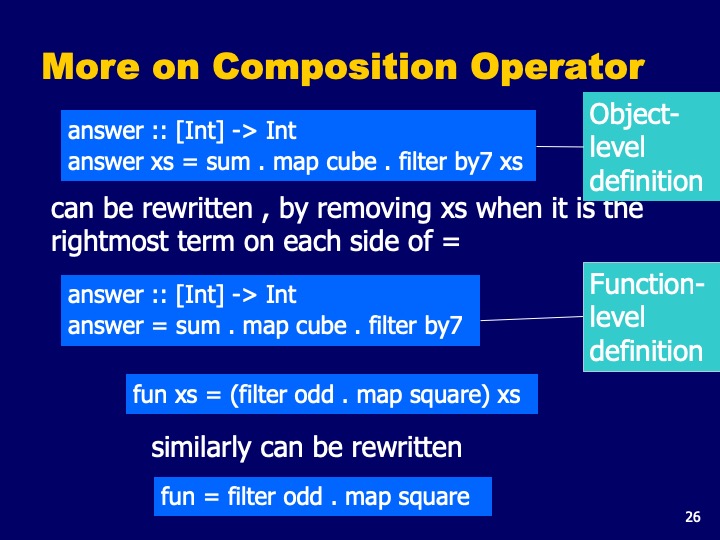 More on Composition Operator
answer :: [Int] -> Int
answer xs = sum . map cube . filter by7 xs
Object-
level
definition
can be rewritten , by removing xs when it is the
rightmost term on each side of =
answer :: [Int] -> Int
answer = sum . map cube . filter by7
Function-
level
definition
fun xs = (filter odd . map square) xs
similarly can be rewritten
fun = filter odd . map square
26